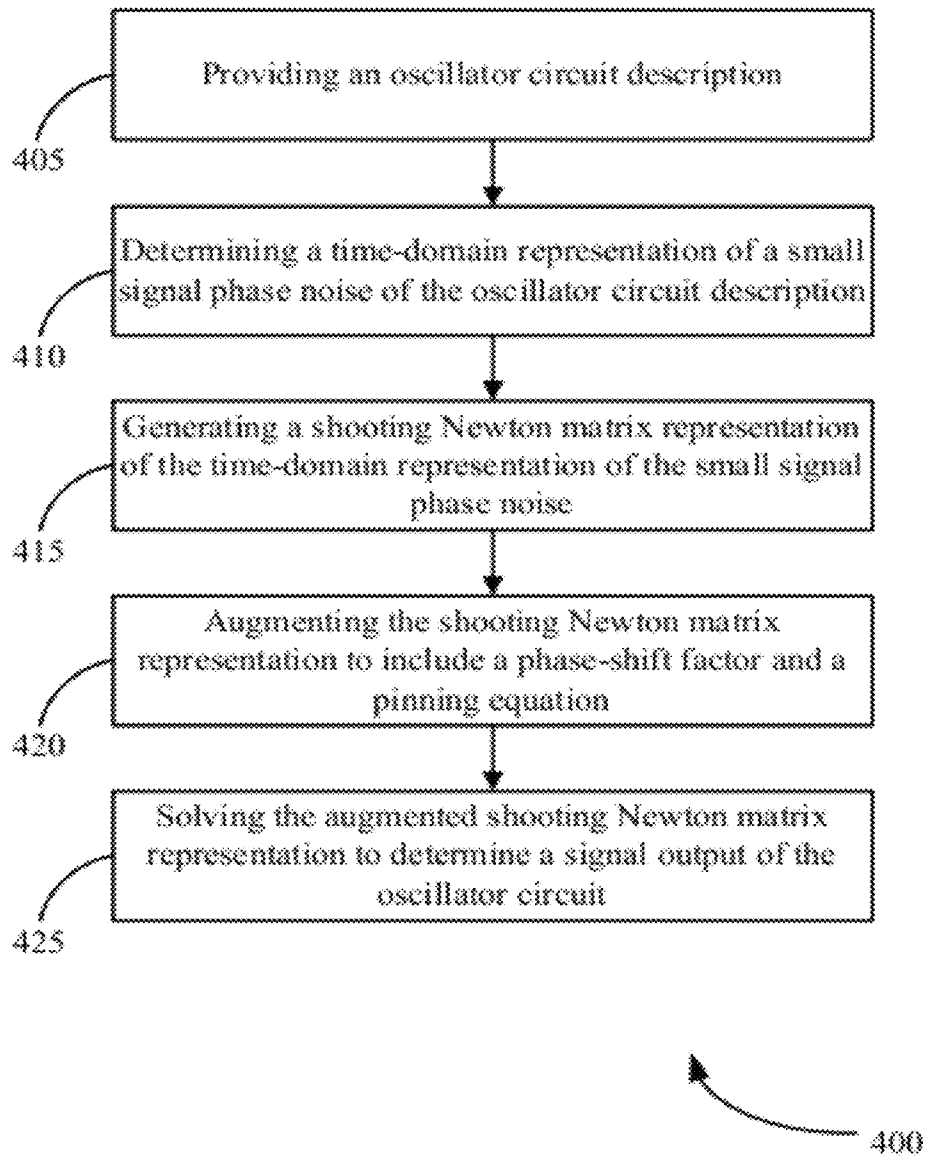 Providing an oscillator circuit description
405
Determining a time-domain representation of a small
signal phase noise of the oscillator circuit description
410
Generating a shooting Newton matrix representation
of the time-domain representation of the small signal
phase noise
415
Augmenting the shooting Newton matrix
representation to include a phase-shift factor and a
pinning equation
420
Solving the augmented shooting Newton matrix
representation to determine a signal output of the
oscillator circuit
425
400